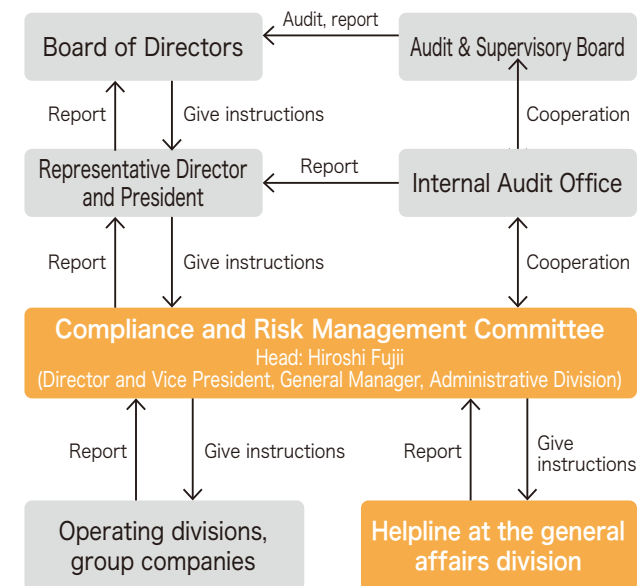 Board of Directors
Audit, report
Audit & Supervisory Board
Report
Give instructions
Cooperation
Representative Director
and President
Report
Internal Audit Office
Report
Give instructions
Cooperation
Compliance and Risk Management Committee
Head: Hiroshi Fujii
(Director and Vice President, General Manager, Administrative Division)
Report
Give instructions
Report
Give
instructions
Operating divisions,
group companies
Helpline at the general
affairs division